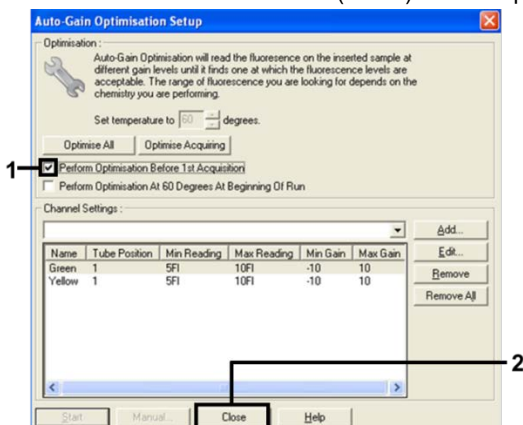 Auto-Gain Optimisation Setup
Optimisation :
Auto-Gain Optimisation will read the fluoresence on the inserted sample at
different gain levels until it finds one at which the fluorescence levels are
acceptable. The range of fluorescence you are looking for depends on the
chemistry you are performing.
Set temperature to 60 degrees.
Optimise All Optimise Acquiring
1
Perform Optimisation Before 1st Acquisition
Perform Optimisation At 60 Degrees At Beginning Of Run
Channel Settings :
Add...
Name Tube Position Min Reading Max Reading Min Gain Max Gain Edit...
Green 1 5Fl 10Fl -10 10
Yellow 1 5Fl 10Fl -10 10
Remove
Remove All
2
Start Manual... Close Help